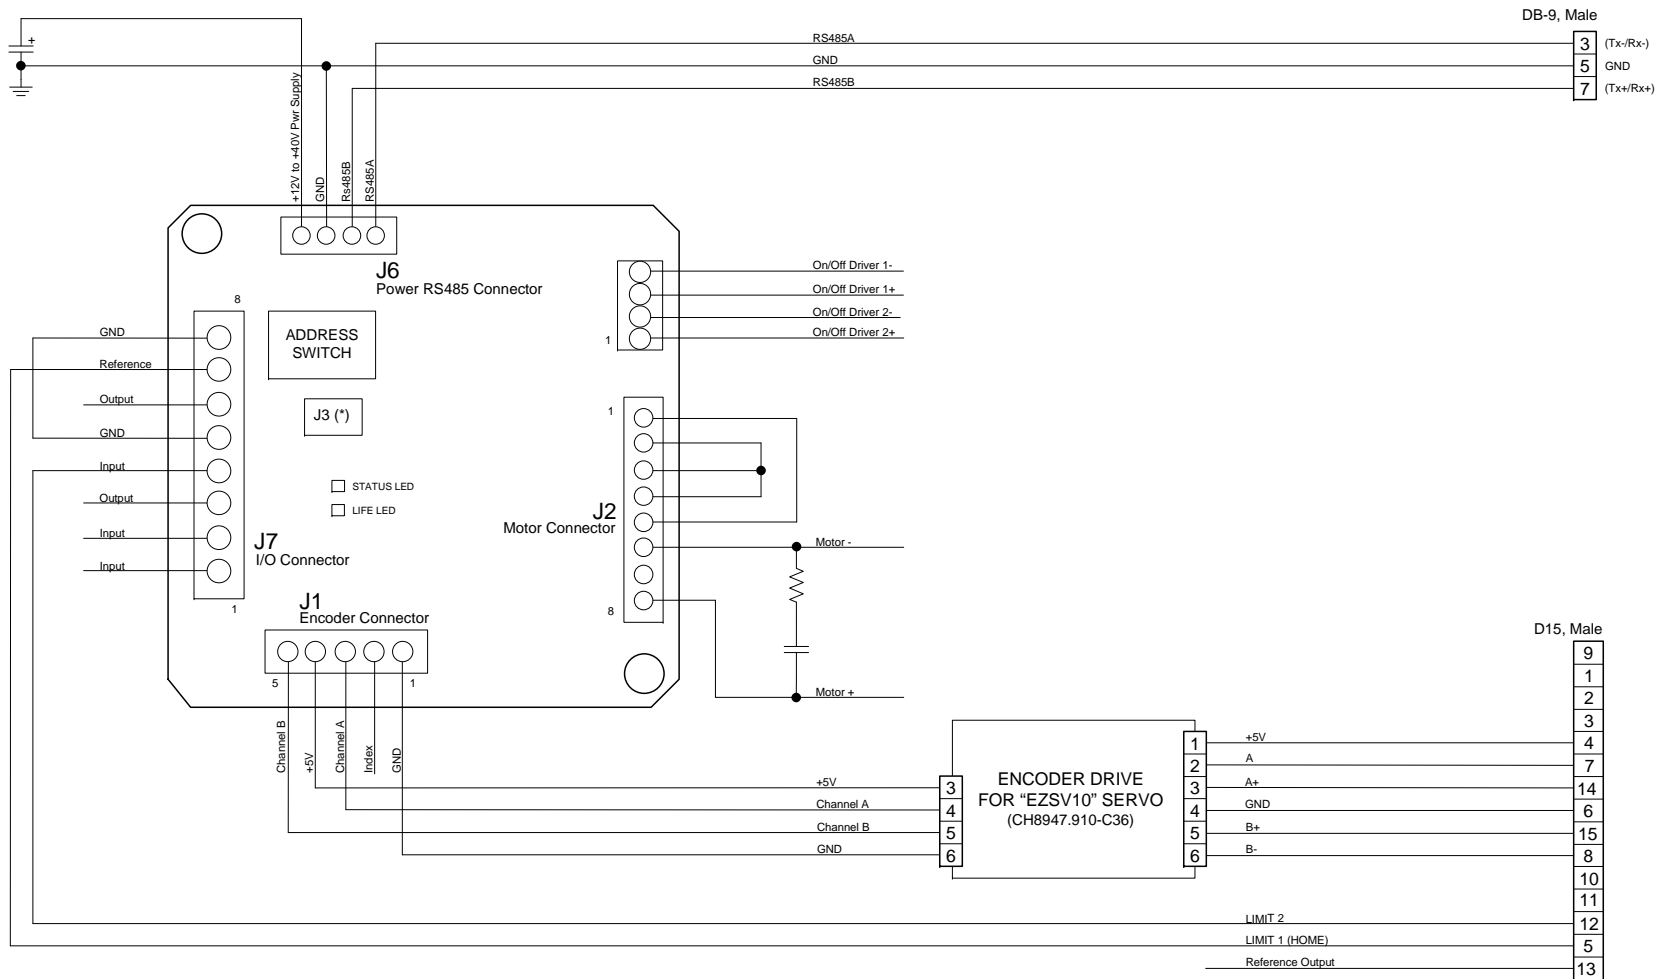 DB-9, Male
+
RS485A
3 (Tx-/Rx-)
GND
5 GND
RS485B
7 (Tx+/Rx+)
+12V to +40V Pwr Supply
GND
Rs485B
RS485A
J6
Power RS485 Connector
On/Off Driver 1-
On/Off Driver 1+
On/Off Driver 2-
On/Off Driver 2+
1
8
GND
Reference
Output
GND
Input
Output
Input
Input
ADDRESS
SWITCH
J3 (*)
STATUS LED
LIFE LED
J7
I/O Connector
1
1
J2
Motor Connector
8
Motor -
Motor +
J1
Encoder Connector
5
1
Channel B
+5V
Channel A
Index
GND
+5V
Channel A
Channel B
GND
3
4
5
6
ENCODER DRIVE
FOR “EZSV10” SERVO
(CH8947.910-C36)
1
2
3
4
5
6
+5V
A
A+
GND
B+
B-
LIMIT 2
LIMIT 1 (HOME)
Reference Output
D15, Male
9
1
2
3
4
7
14
6
15
8
10
11
12
5
13